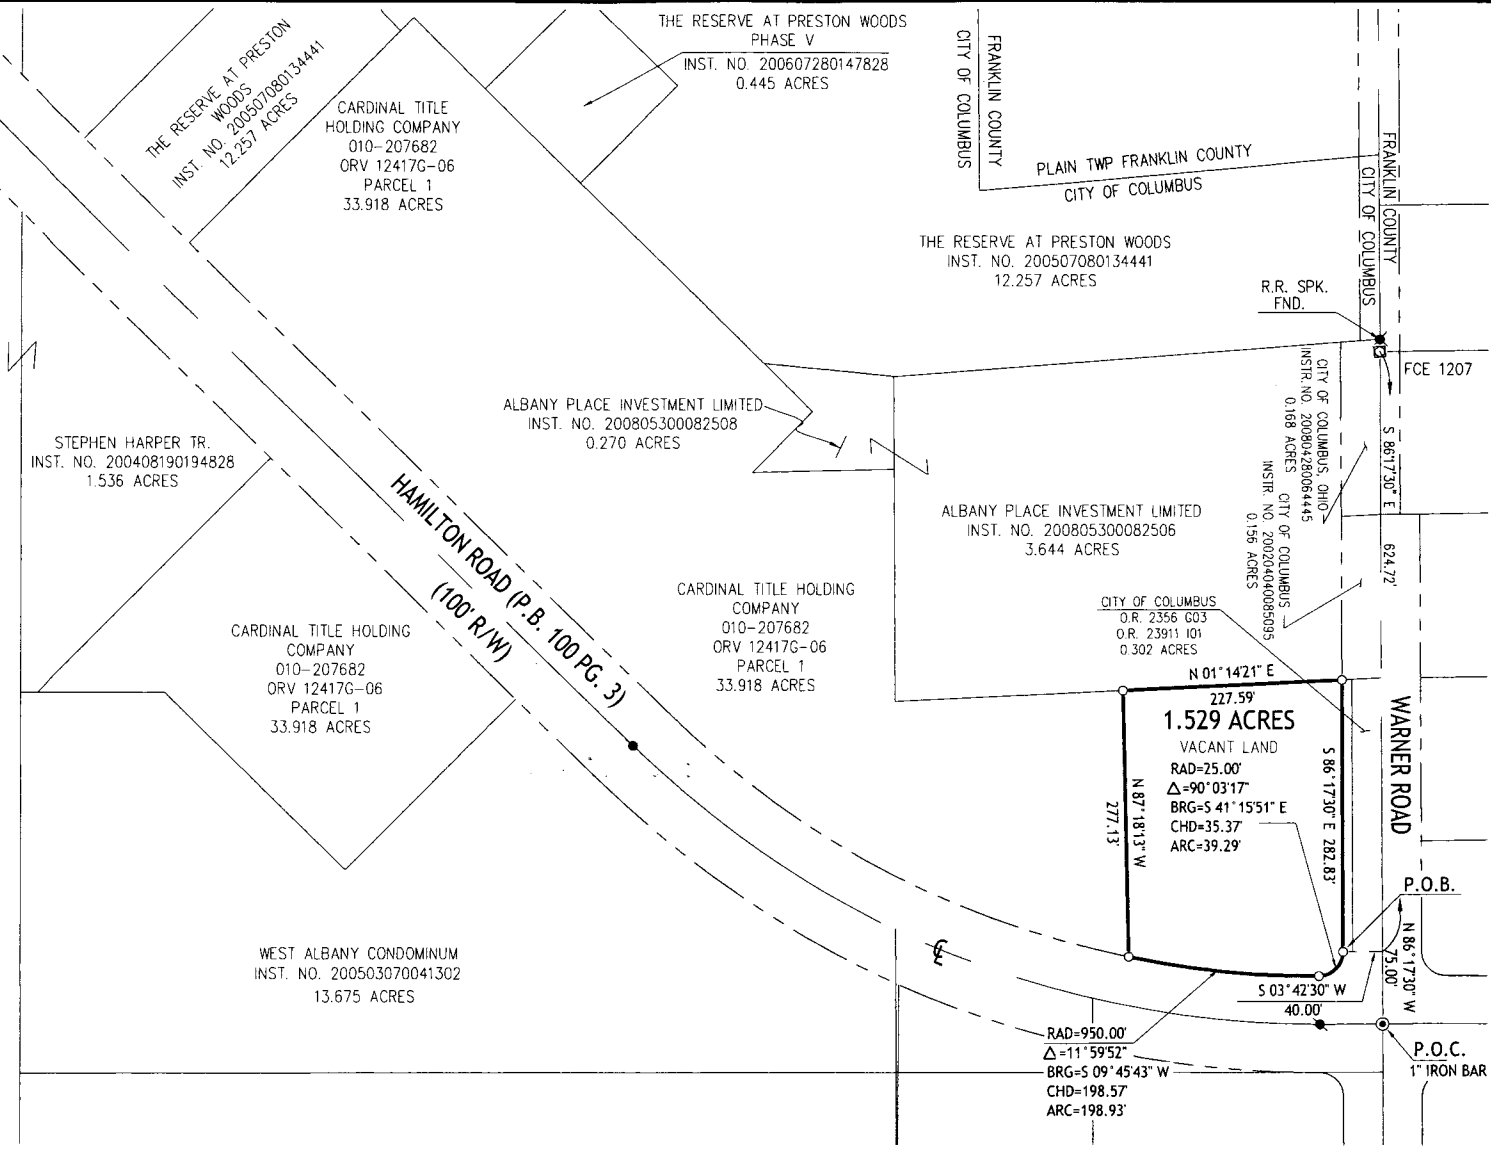 THE RESERVE AT PRESTON
WOODS
INST. NO. 200507080134441
12.257 ACRES
CARDINAL TITLE
HOLDING COMPANY
010-207682
ORV 12417G-06
PARCEL 1
33.918 ACRES
THE RESERVE AT PRESTON WOODS
PHASE V
INST. NO. 200607280147828
0.445 ACRES
FRANKLIN COUNTY
CITY OF COLUMBUS
PLAIN TWP FRANKLIN COUNTY
CITY OF COLUMBUS
FRANKLIN COUNTY
CITY OF COLUMBUS
THE RESERVE AT PRESTON WOODS
INST. NO. 200507080134441
12.257 ACRES
R.R. SPK.
FND.
FCE 1207
CITY OF COLUMBUS, OHIO
INSTR. NO. 200804280064445
0.168 ACRES
S 86°17'30" E
624.72'
CITY OF COLUMBUS
INSTR. NO. 200204040085095
0.156 ACRES
ALBANY PLACE INVESTMENT LIMITED
INST. NO. 200805300082508
0.270 ACRES
STEPHEN HARPER TR.
INST. NO. 200408190194828
1.536 ACRES
HAMILTON ROAD (P.B. 100 PG. 3)
(100' R/W)
ALBANY PLACE INVESTMENT LIMITED
INST. NO. 200805300082506
3.644 ACRES
CARDINAL TITLE HOLDING
COMPANY
010-207682
ORV 12417G-06
PARCEL 1
33.918 ACRES
CITY OF COLUMBUS
O.R. 2356 G03
O.R. 23911 I01
0.302 ACRES
CARDINAL TITLE HOLDING
COMPANY
010-207682
ORV 12417G-06
PARCEL 1
33.918 ACRES
N 01°14'21" E
227.59'
1.529 ACRES
VACANT LAND
RAD=25.00'
Δ=90°03'17"
BRG=S 41°15'51" E
CHD=35.37'
ARC=39.29'
N 87°18'13" W
277.13'
S 86°17'30" E 282.83'
WARNER ROAD
P.O.B.
N 86°17'30" W
75.00'
S 03°42'30" W
40.00'
P.O.C.
1" IRON BAR
WEST ALBANY CONDOMINUM
INST. NO. 200503070041302
13.675 ACRES
CL
RAD=950.00'
Δ=11°59'52"
BRG=S 09°45'43" W
CHD=198.57'
ARC=198.93'